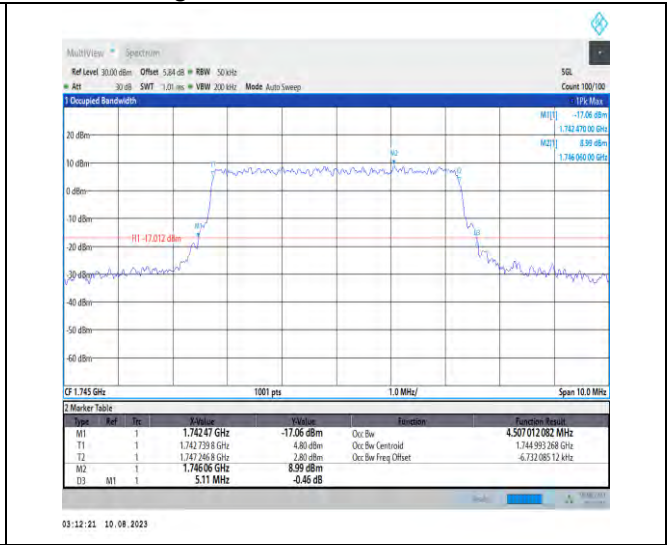 MultiView Spectrum
Ref Level 30.00 dBm Offset 5.84 dB RBW 50 kHz SGL
Att 30 dB SWT 1.01 ms VBW 200 kHz Mode Auto Sweep Count 100/100
1 Occupied Bandwidth 1Pk Max
M1[1] -17.06 dBm
1.742 470 00 GHz
M2[1] 8.99 dBm
1.746 060 00 GHz
20 dBm
M2
10 dBm
0 dBm
-10 dBm
M1
D3
H1 -17.012 dBm
-20 dBm
-30 dBm
-40 dBm
-50 dBm
-60 dBm
CF 1.745 GHz 1001 pts 1.0 MHz/ Span 10.0 MHz
2 Marker Table
Type Ref Trc X-Value Y-Value Function Function Result
M1 1 1.742 47 GHz -17.06 dBm Occ Bw 4.507 012 082 MHz
T1 1 1.742 739 8 GHz 4.80 dBm Occ Bw Centroid 1.744 993 268 GHz
T2 1 1.747 246 8 GHz 2.80 dBm Occ Bw Freq Offset -6.732 085 12 kHz
M2 1 1.746 06 GHz 8.99 dBm
D3 M1 1 5.11 MHz -0.46 dB
03:12:21 10.08.2023